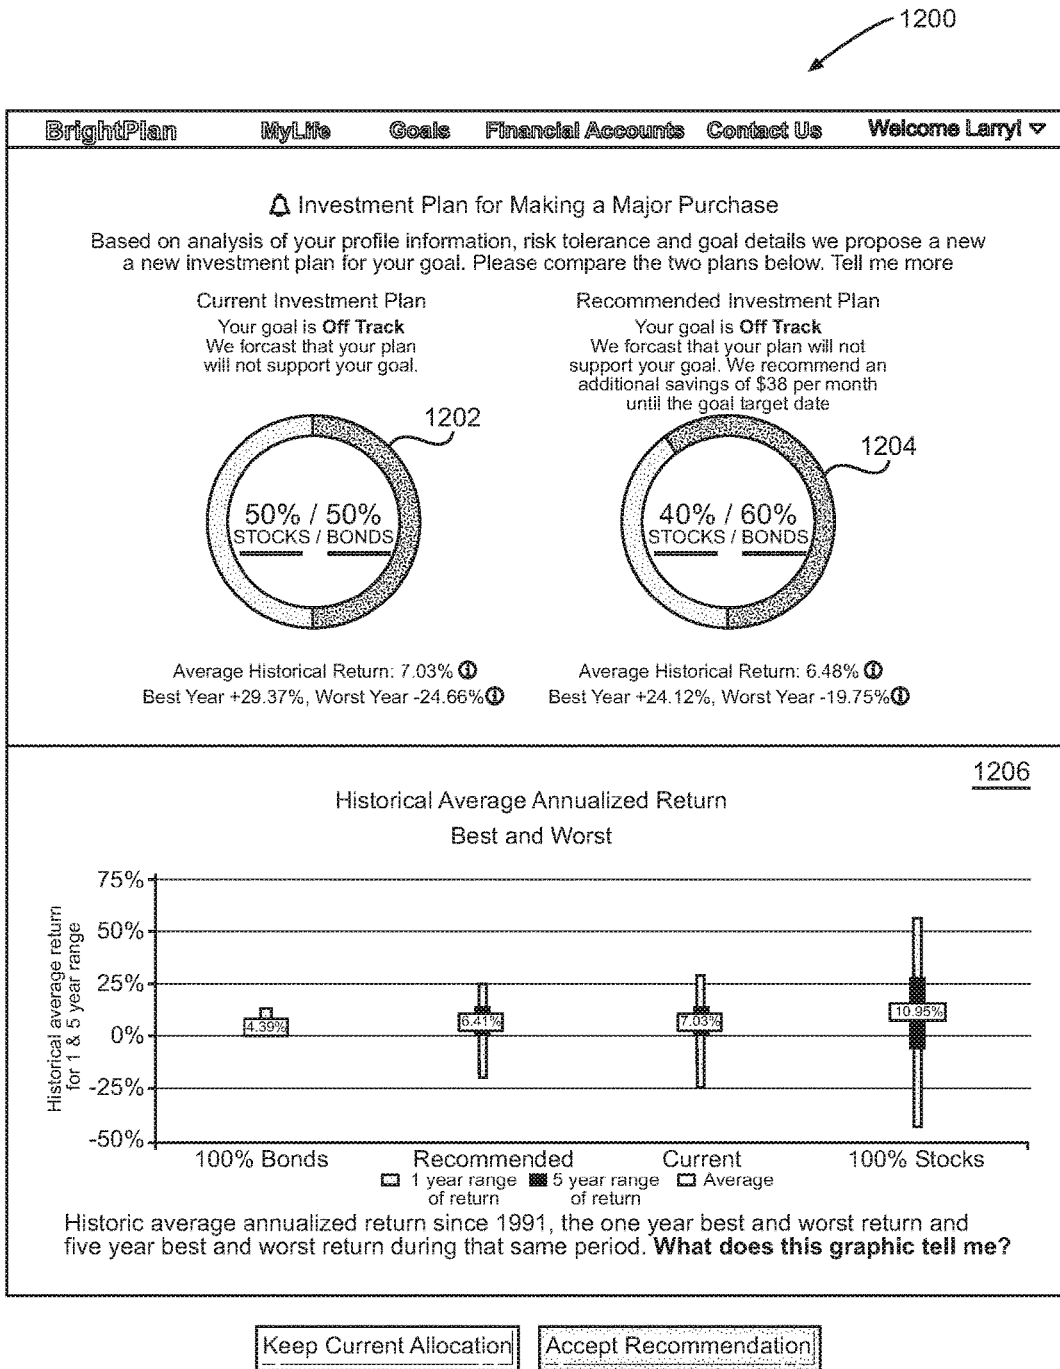 1200
BrightPlan MyLife Goals Financial Accounts Contact Us Welcome Larry!
Investment Plan for Making a Major Purchase
Based on analysis of your profile information, risk tolerance and goal details we propose a new
a new investment plan for your goal. Please compare the two plans below. Tell me more
Current Investment Plan
Your goal is Off Track
We forcast that your plan
will not support your goal.
1202
50% / 50%
STOCKS / BONDS
Average Historical Return: 7.03%
Best Year +29.37%, Worst Year -24.66%
Recommended Investment Plan
Your goal is Off Track
We forcast that your plan will not
support your goal. We recommend an
additional savings of $38 per month
until the goal target date
1204
40% / 60%
STOCKS / BONDS
Average Historical Return: 6.48%
Best Year +24.12%, Worst Year -19.75%
1206
Historical Average Annualized Return
Best and Worst
Historical average return
for 1 & 5 year range
75%
50%
25%
0%
-25%
-50%
4.39%
6.41%
7.03%
10.95%
100% Bonds Recommended Current 100% Stocks
1 year range of return
5 year range of return
Average
Historic average annualized return since 1991, the one year best and worst return and
five year best and worst return during that same period. What does this graphic tell me?
Keep Current Allocation Accept Recommendation